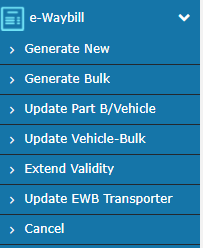 e-Waybill
Generate New
Generate Bulk
Update Part B/Vehicle
Update Vehicle-Bulk
Extend Validity
Update EWB Transporter
Cancel